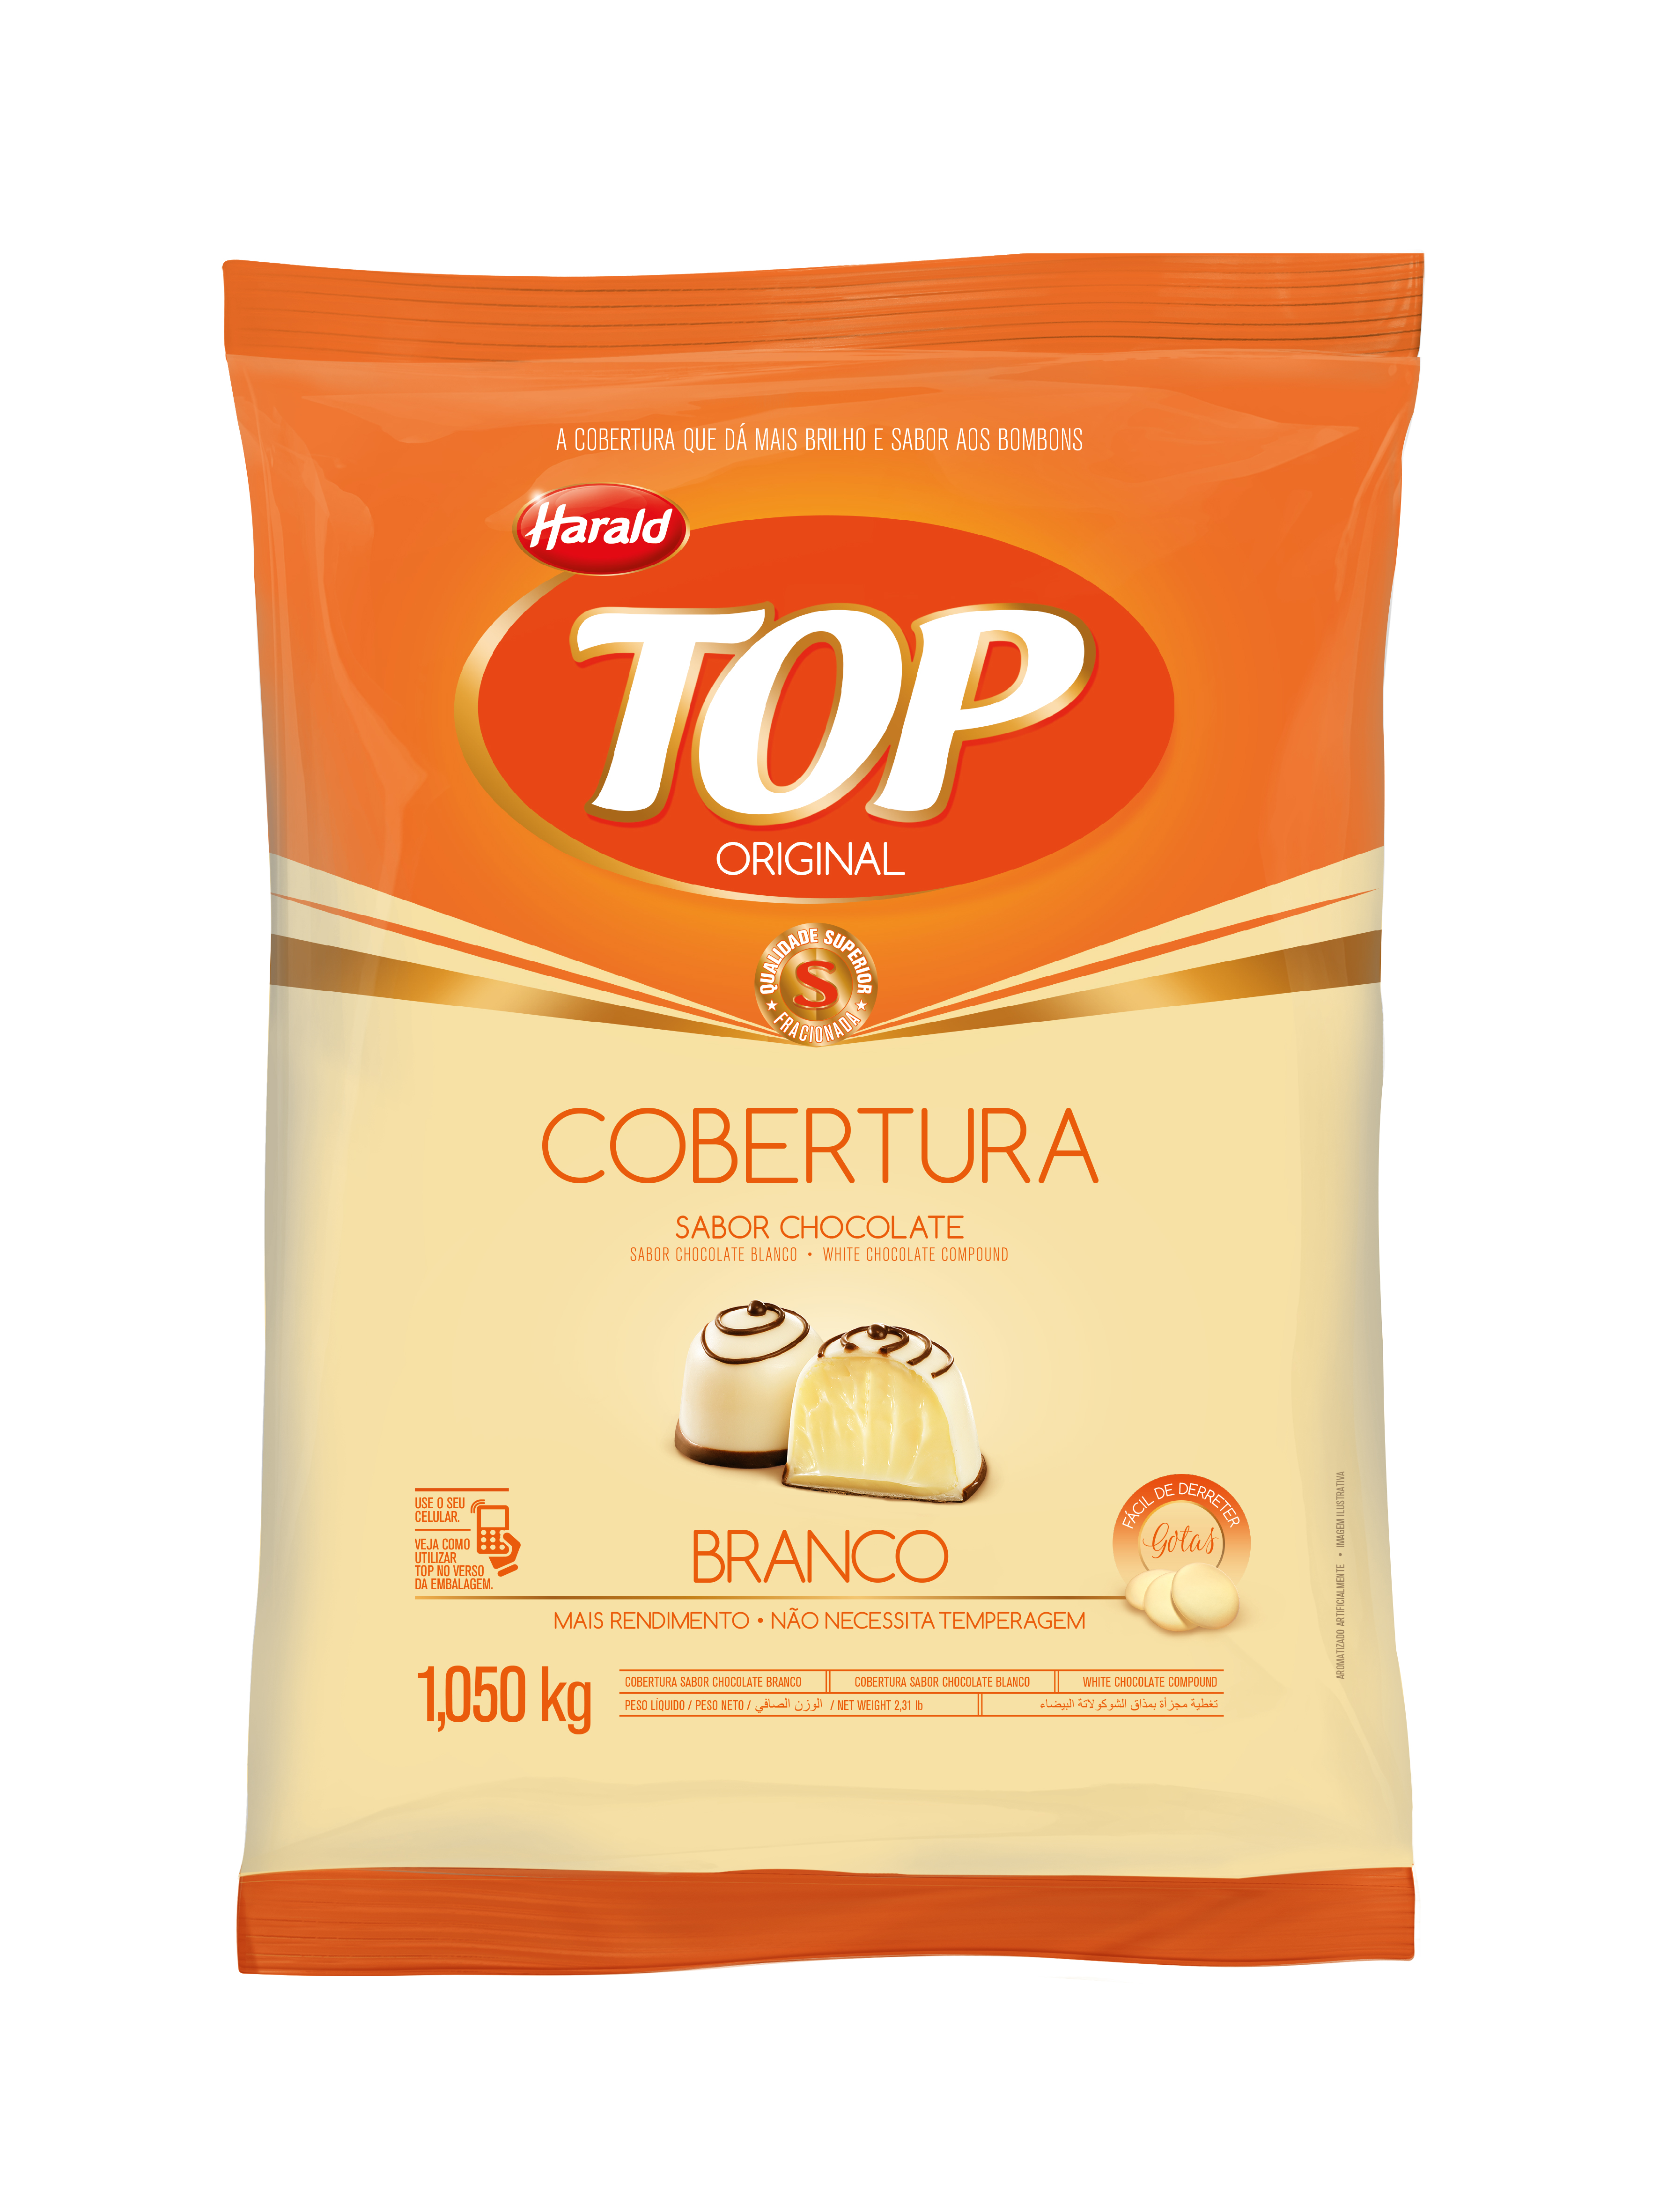 A COBERTURA QUE DÁ MAIS BRILHO E SABOR AOS BOMBONS
Harald
TOP
ORIGINAL
QUALIDADE SUPERIOR
S
FRACIONADA
COBERTURA
SABOR CHOCOLATE
SABOR CHOCOLATE BLANCO • WHITE CHOCOLATE COMPOUND
USE O SEU
CELULAR.
VEJA COMO
UTILIZAR
TOP NO VERSO
DA EMBALAGEM.
BRANCO
FÁCIL DE DERRETER
Gotas
MAIS RENDIMENTO • NÃO NECESSITA TEMPERAGEM
1,050 kg
COBERTURA SABOR CHOCOLATE BRANCO
COBERTURA SABOR CHOCOLATE BLANCO
WHITE CHOCOLATE COMPOUND
PESO LÍQUIDO / PESO NETO / الوزن الصافي / NET WEIGHT 2,31 lb
تغطية مجزأة بمذاق الشوكولاتة البيضاء
AROMATIZADO ARTIFICIALMENTE • IMAGEM ILUSTRATIVA